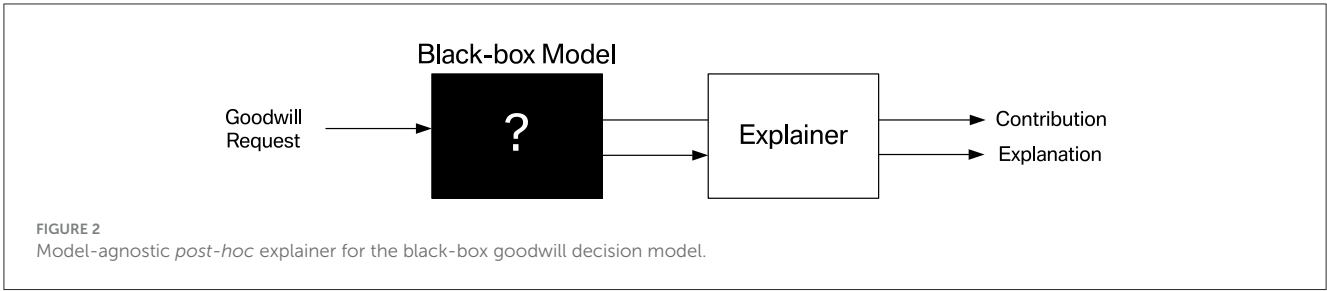 Black-box Model
Goodwill
Request
?
Explainer
Contribution
Explanation
FIGURE 2
Model-agnostic post-hoc explainer for the black-box goodwill decision model.